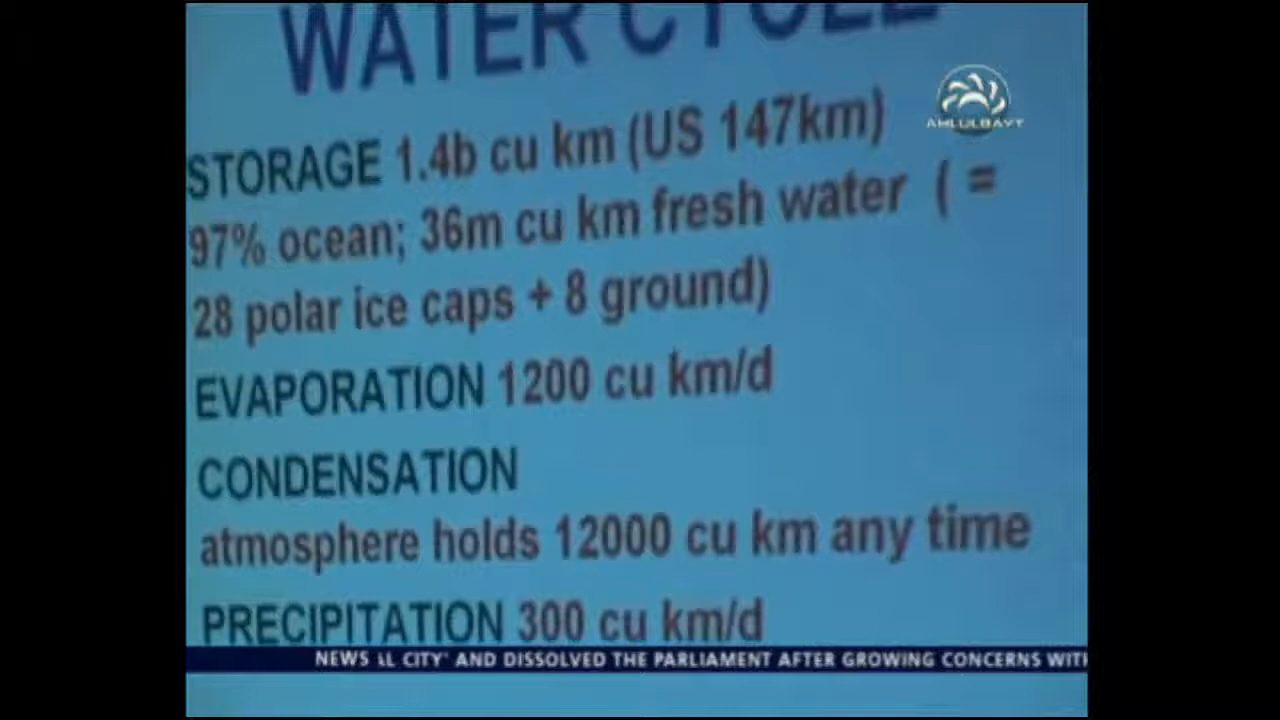 WATER CYCLE
STORAGE 1.4b cu km (US 147km)
97% ocean; 36m cu km fresh water ( =
28 polar ice caps + 8 ground)
EVAPORATION 1200 cu km/d
CONDENSATION
atmosphere holds 12000 cu km any time
PRECIPITATION 300 cu km/d
AHLULBAYT
NEWS LL CITY' AND DISSOLVED THE PARLIAMENT AFTER GROWING CONCERNS WITH